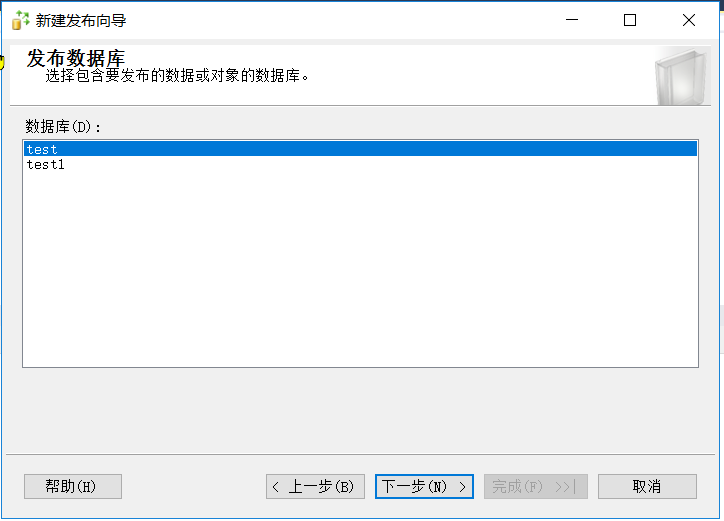 新建发布向导
发布数据库
选择包含要发布的数据或对象的数据库。
数据库(D):
test
test1
帮助(H)
< 上一步(B)
下一步(N) >
完成(F) >>|
取消